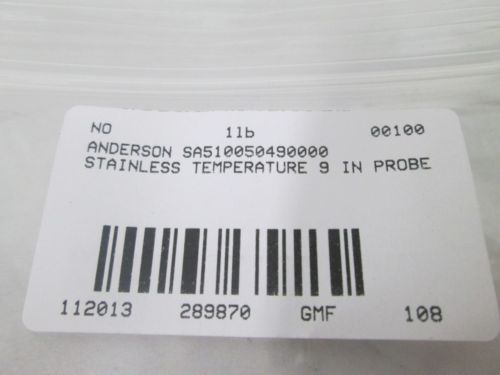 NO 1lb 00100
ANDERSON SA510050490000
STAINLESS TEMPERATURE 9 IN PROBE
112013 289870 GMF 108